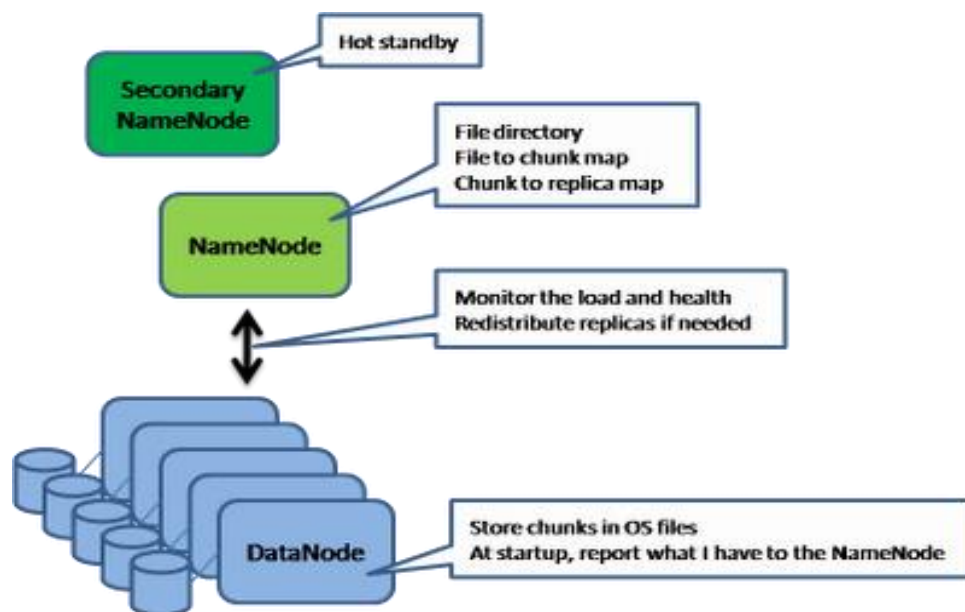 Hot standby
Secondary
NameNode
File directory
File to chunk map
Chunk to replica map
NameNode
Monitor the load and health
Redistribute replicas if needed
Store chunks in OS files
At startup, report what I have to the NameNode
DataNode